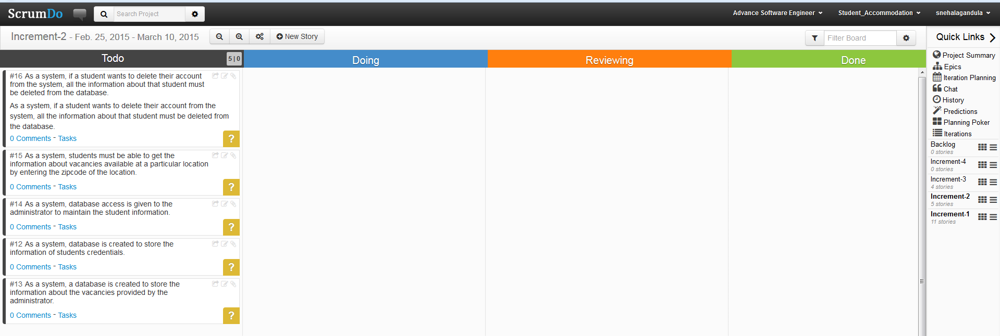 ScrumDo
Search Project
Advance Software Engineer
Student_Accommodation
snehalagandula
Increment-2 - Feb. 25, 2015 - March 10, 2015
New Story
Filter Board
Quick Links
Todo
5 | 0
Doing
Reviewing
Done
#16 As a system, if a student wants to delete their account
from the system, all the information about that student must
be deleted from the database.
As a system, if a student wants to delete their account from the
system, all the information about that student must be deleted from
the database.
0 Comments - Tasks
?
#15 As a system, students must be able to get the
information about vacancies available at a particular location
by entering the zipcode of the location.
0 Comments - Tasks
?
#14 As a system, database access is given to the
administrator to maintain the student information.
0 Comments - Tasks
?
#12 As a system, database is created to store the
information of students credentials.
0 Comments - Tasks
?
#13 As a system, a database is created to store the
information about the vacancies provided by the
administrator.
0 Comments - Tasks
?
Project Summary
Epics
Iteration Planning
Chat
History
Predictions
Planning Poker
Iterations
Backlog
0 stories
Increment-4
0 stories
Increment-3
4 stories
Increment-2
5 stories
Increment-1
11 stories